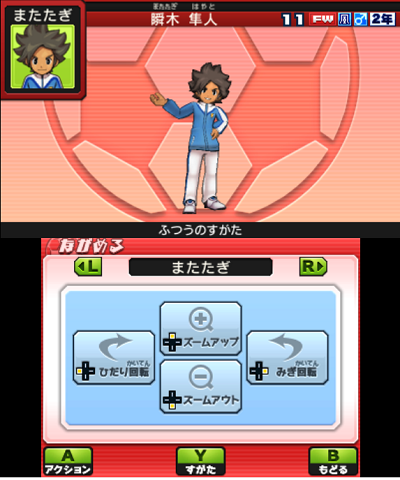 またたぎ
またたぎ はやと
瞬木 隼人
11 FW 風 ♂ 2年
ふつうのすがた
ながめる
L
またたぎ
R
ズームアップ
かいてん
ひだり回転
かいてん
みぎ回転
ズームアウト
A
アクション
Y
すがた
B
もどる